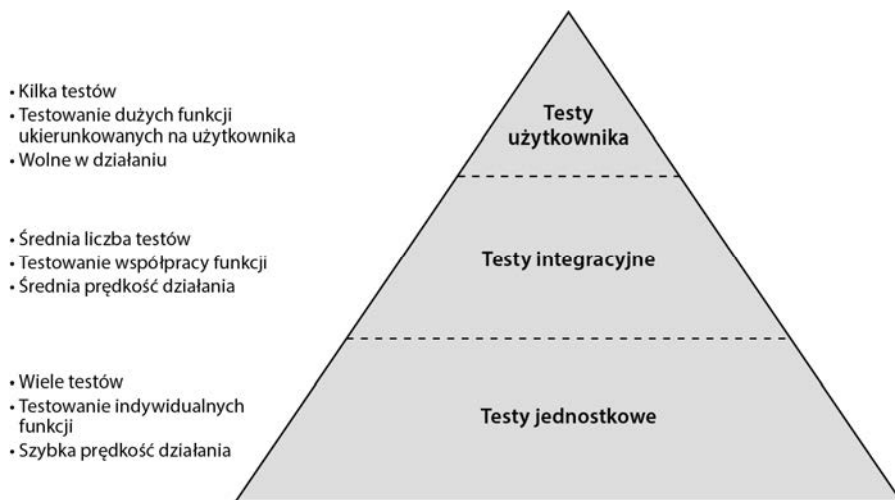 • Kilka testów
• Testowanie dużych funkcji
ukierunkowanych na użytkownika
• Wolne w działaniu
Testy
użytkownika
• Średnia liczba testów
• Testowanie współpracy funkcji
• Średnia prędkość działania
Testy integracyjne
• Wiele testów
• Testowanie indywidualnych
funkcji
• Szybka prędkość działania
Testy jednostkowe